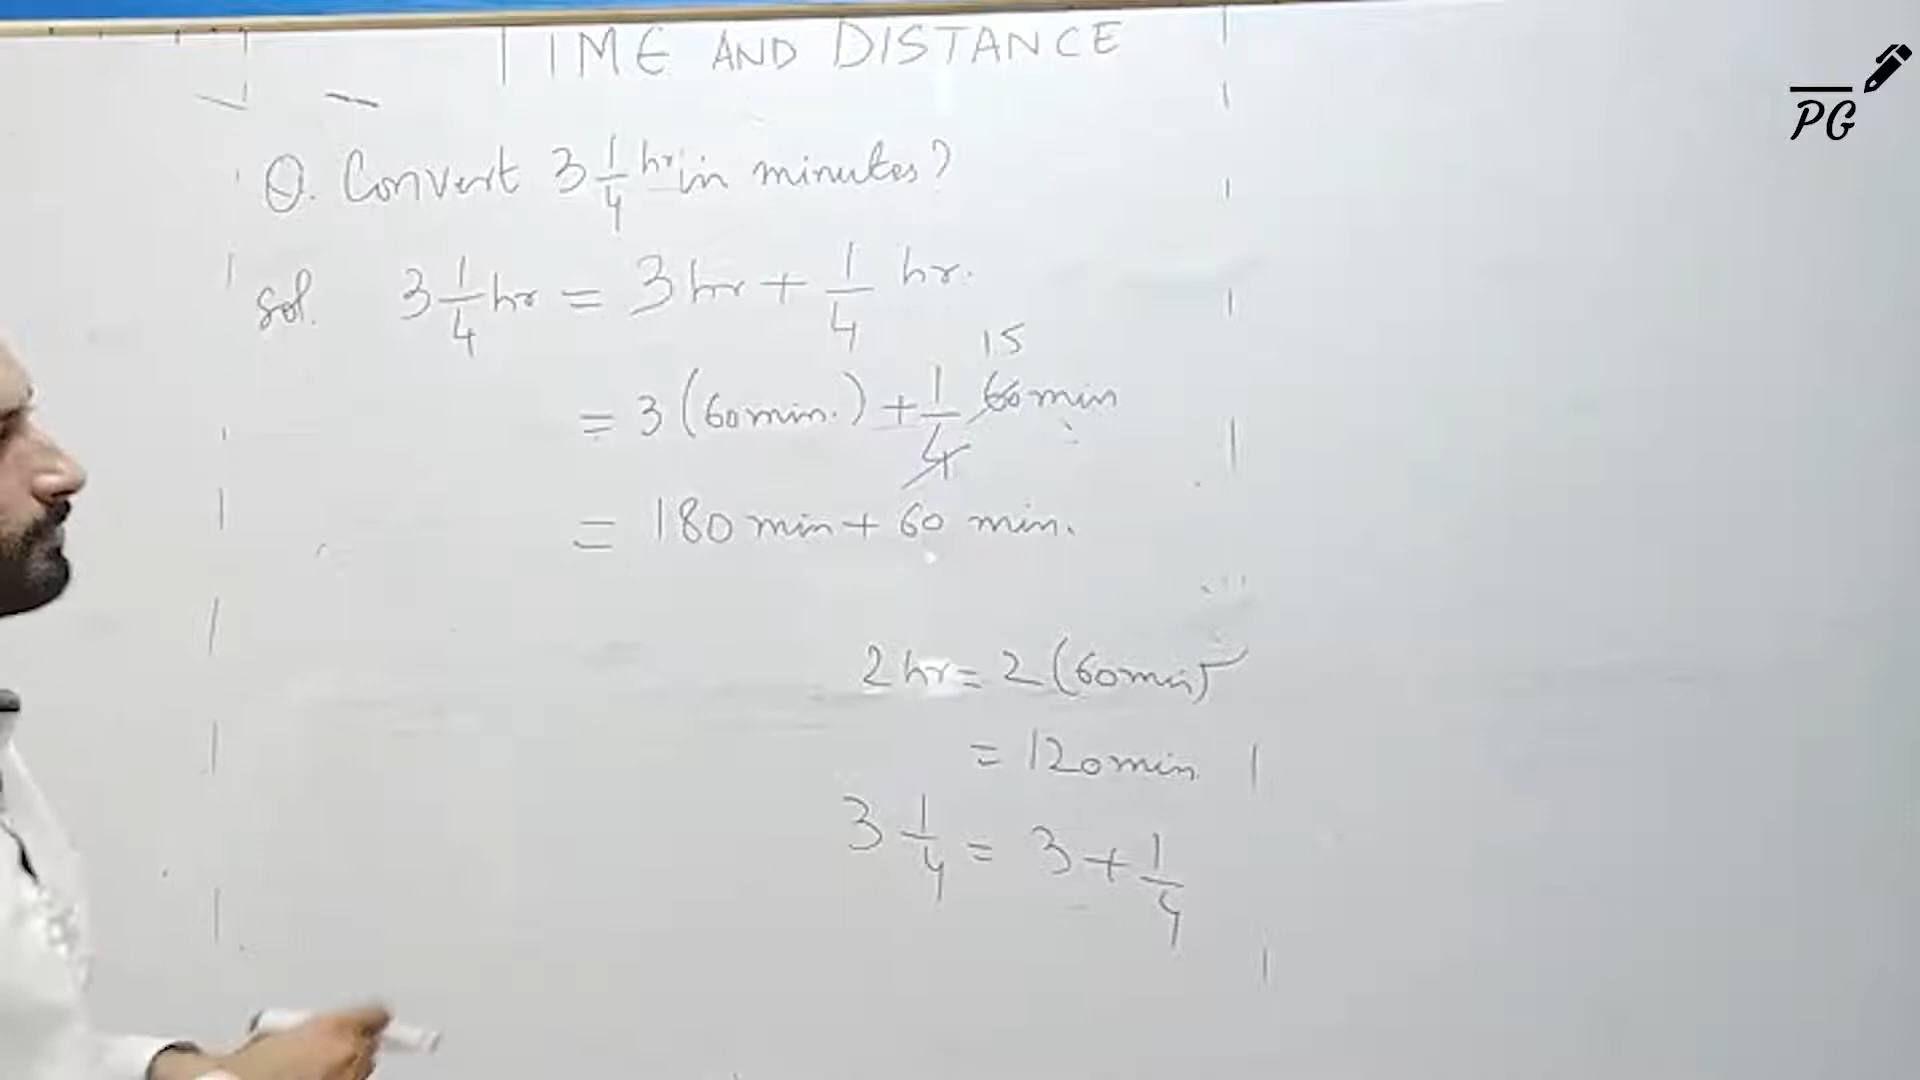 TIME AND DISTANCE
PG
Q. Convert 3 1/4 hr in minutes?
Sol. 3 1/4 hr = 3 hr + 1/4 hr.
15
= 3 (60 min.) + 1/4 60 min
= 180 min + 60 min.
2 hr = 2 (60 min)
= 120 min
3 1/4 = 3 + 1/4